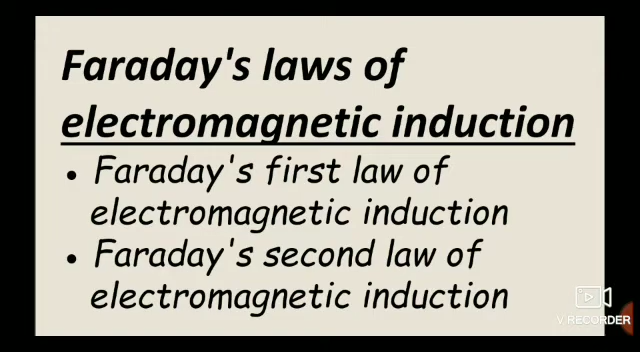 Faraday's laws of
electromagnetic induction
• Faraday's first law of
electromagnetic induction
• Faraday's second law of
electromagnetic induction
V.RECORDER